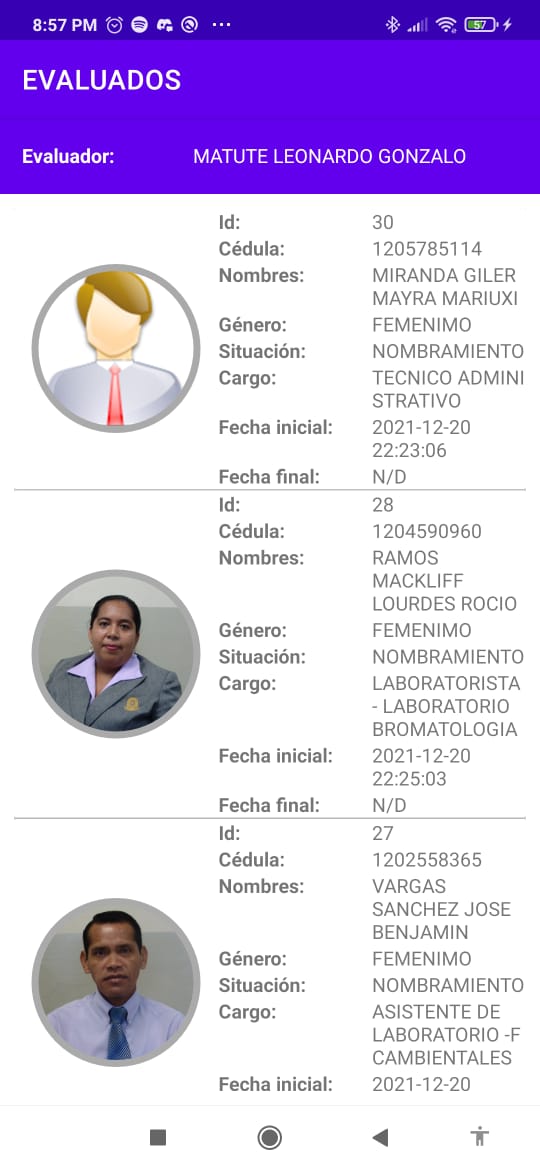 8:57 PM
57
EVALUADOS
Evaluador: MATUTE LEONARDO GONZALO
Id: 30
Cédula: 1205785114
Nombres: MIRANDA GILER
MAYRA MARIUXI
Género: FEMENIMO
Situación: NOMBRAMIENTO
Cargo: TECNICO ADMINI
STRATIVO
Fecha inicial: 2021-12-20
22:23:06
Fecha final: N/D
Id: 28
Cédula: 1204590960
Nombres: RAMOS
MACKLIFF
LOURDES ROCIO
Género: FEMENIMO
Situación: NOMBRAMIENTO
Cargo: LABORATORISTA
- LABORATORIO
BROMATOLOGIA
Fecha inicial: 2021-12-20
22:25:03
Fecha final: N/D
Id: 27
Cédula: 1202558365
Nombres: VARGAS
SANCHEZ JOSE
BENJAMIN
Género: FEMENIMO
Situación: NOMBRAMIENTO
Cargo: ASISTENTE DE
LABORATORIO -F
CAMBIENTALES
Fecha inicial: 2021-12-20